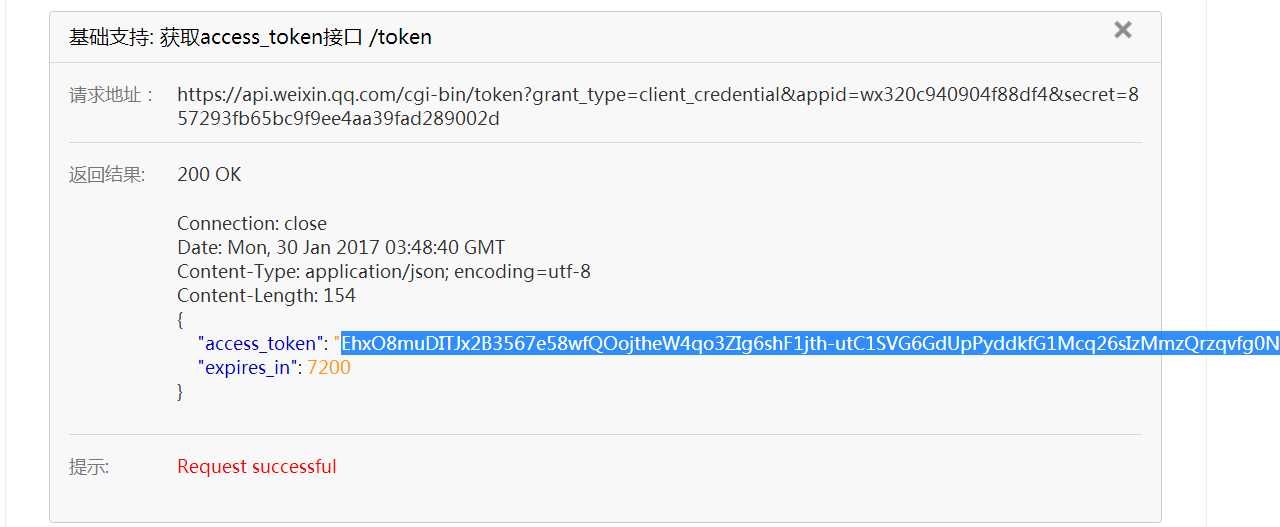 基础支持: 获取access_token接口 /token
请求地址： https://api.weixin.qq.com/cgi-bin/token?grant_type=client_credential&appid=wx320c940904f88df4&secret=8
57293fb65bc9f9ee4aa39fad289002d
返回结果: 200 OK
Connection: close
Date: Mon, 30 Jan 2017 03:48:40 GMT
Content-Type: application/json; encoding=utf-8
Content-Length: 154
{
"access_token": "EhxO8muDITJx2B3567e58wfQOojtheW4qo3ZIg6shF1jth-utC1SVG6GdUpPyddkfG1Mcq26sIzMmzQrzqvfg0N
"expires_in": 7200
}
提示: Request successful